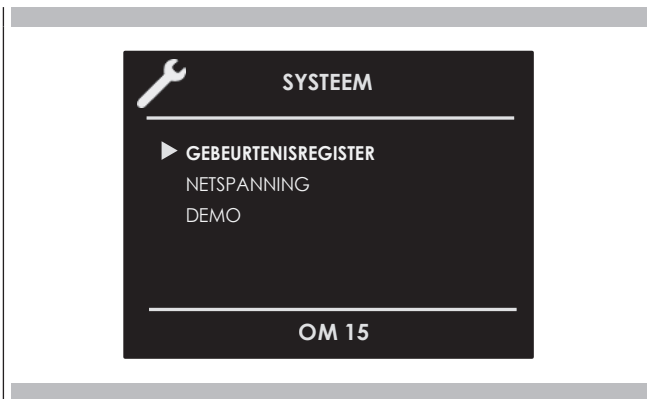 SYSTEEM
GEBEURTENISREGISTER
NETSPANNING
DEMO
OM 15